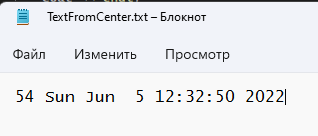 TextFromCenter.txt – Блокнот
Файл Изменить Просмотр
54 Sun Jun  5 12:32:50 2022